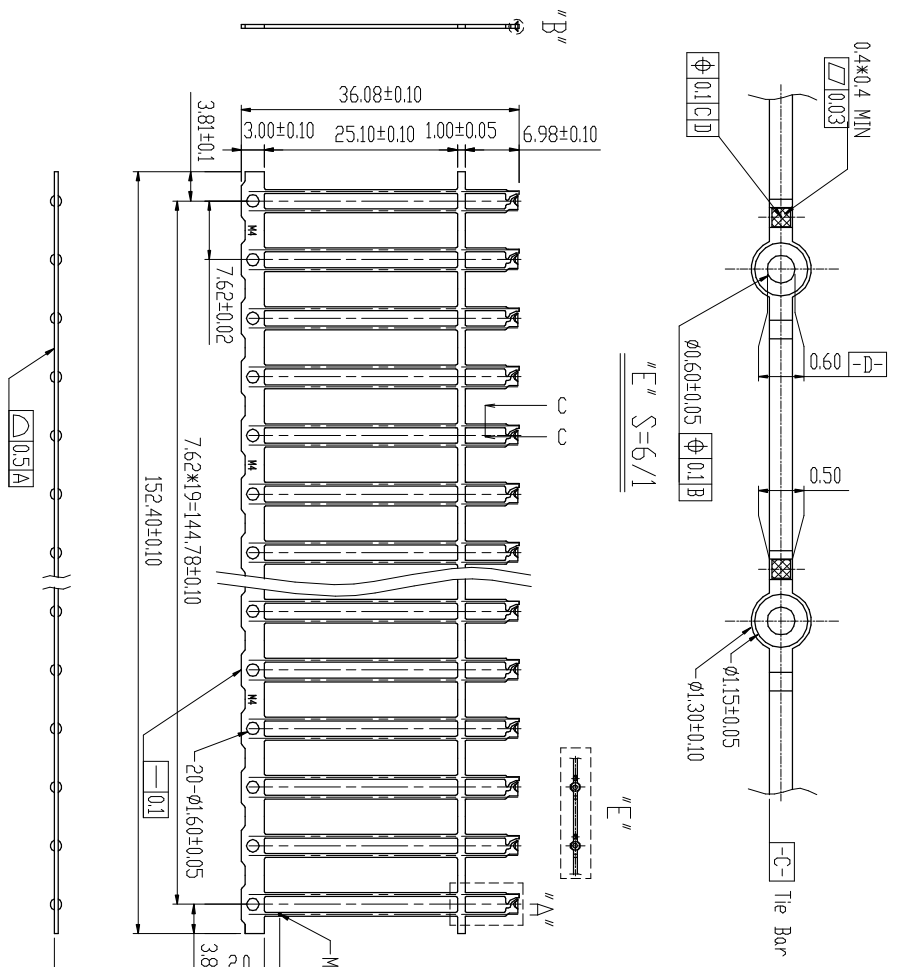 "B"
36.08±0.10
3.00±0.10
25.10±0.10
1.00±0.05
6.98±0.10
3.81±0.1
7.62±0.02
7.62*19=144.78±0.10
152.40±0.10
0.5 A
M4
M4
M4
C
C
0.1
20-ø1.60±0.05
"E"
"A"
M
3.8
2.0
0.4*0.4 MIN
0.03
0.1 C D
0.60 -D-
ø0.60±0.05 0.1 B
"E" S=6/1
0.50
ø1.15±0.05
ø1.30±0.10
-C- Tie Bar